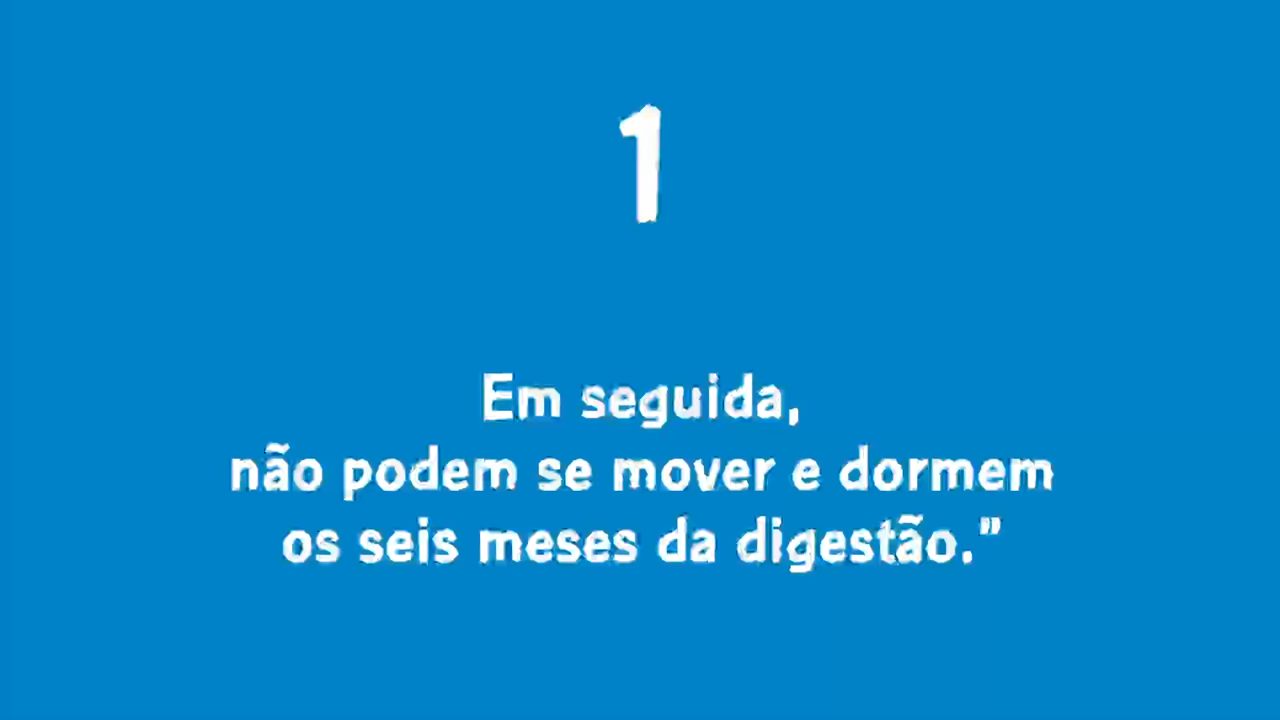 1
Em seguida,
não podem se mover e dormem
os seis meses da digestão."